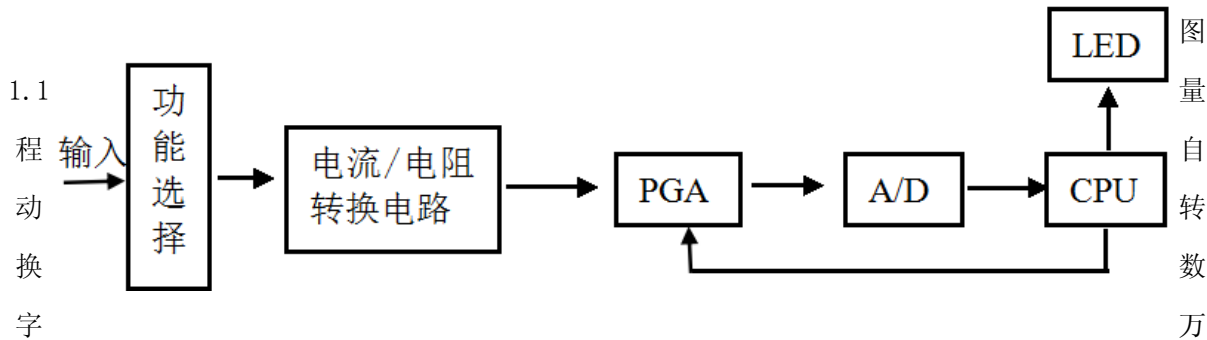 图
LED
1.1
量
程
自
动
转
换
数
字
万
输入
功能选择
电流/电阻
转换电路
PGA
A/D
CPU